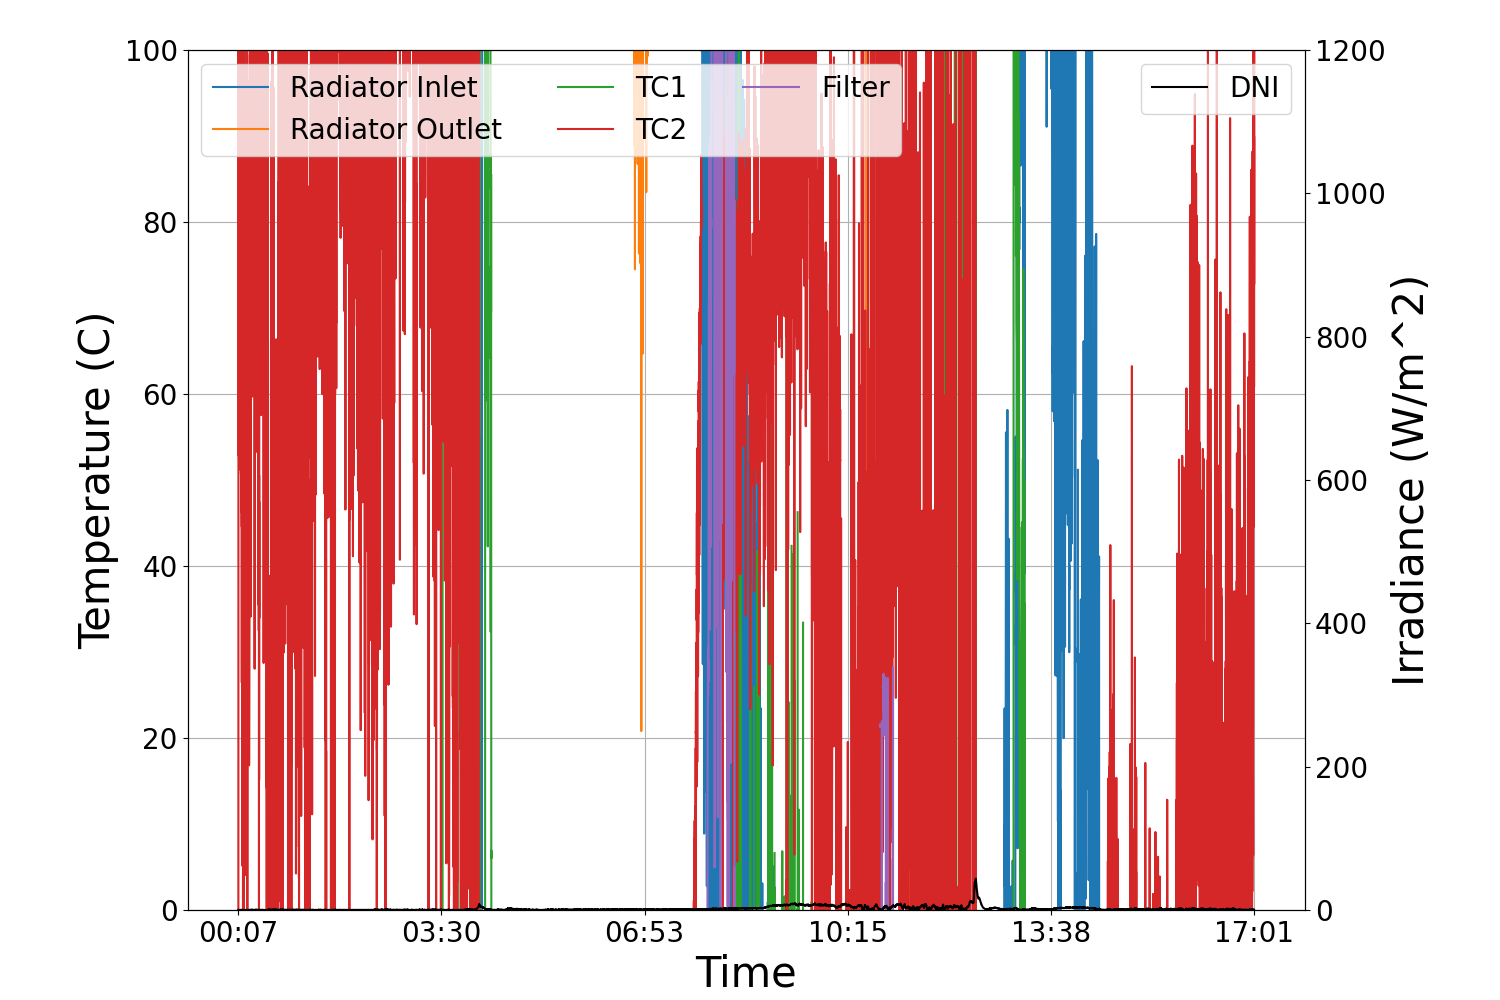 100
80
60
40
20
0
Temperature (C)
Radiator Inlet
Radiator Outlet
TC1
TC2
Filter
DNI
1200
1000
800
600
400
200
0
Irradiance (W/m^2)
00:07
03:30
06:53
10:15
13:38
17:01
Time